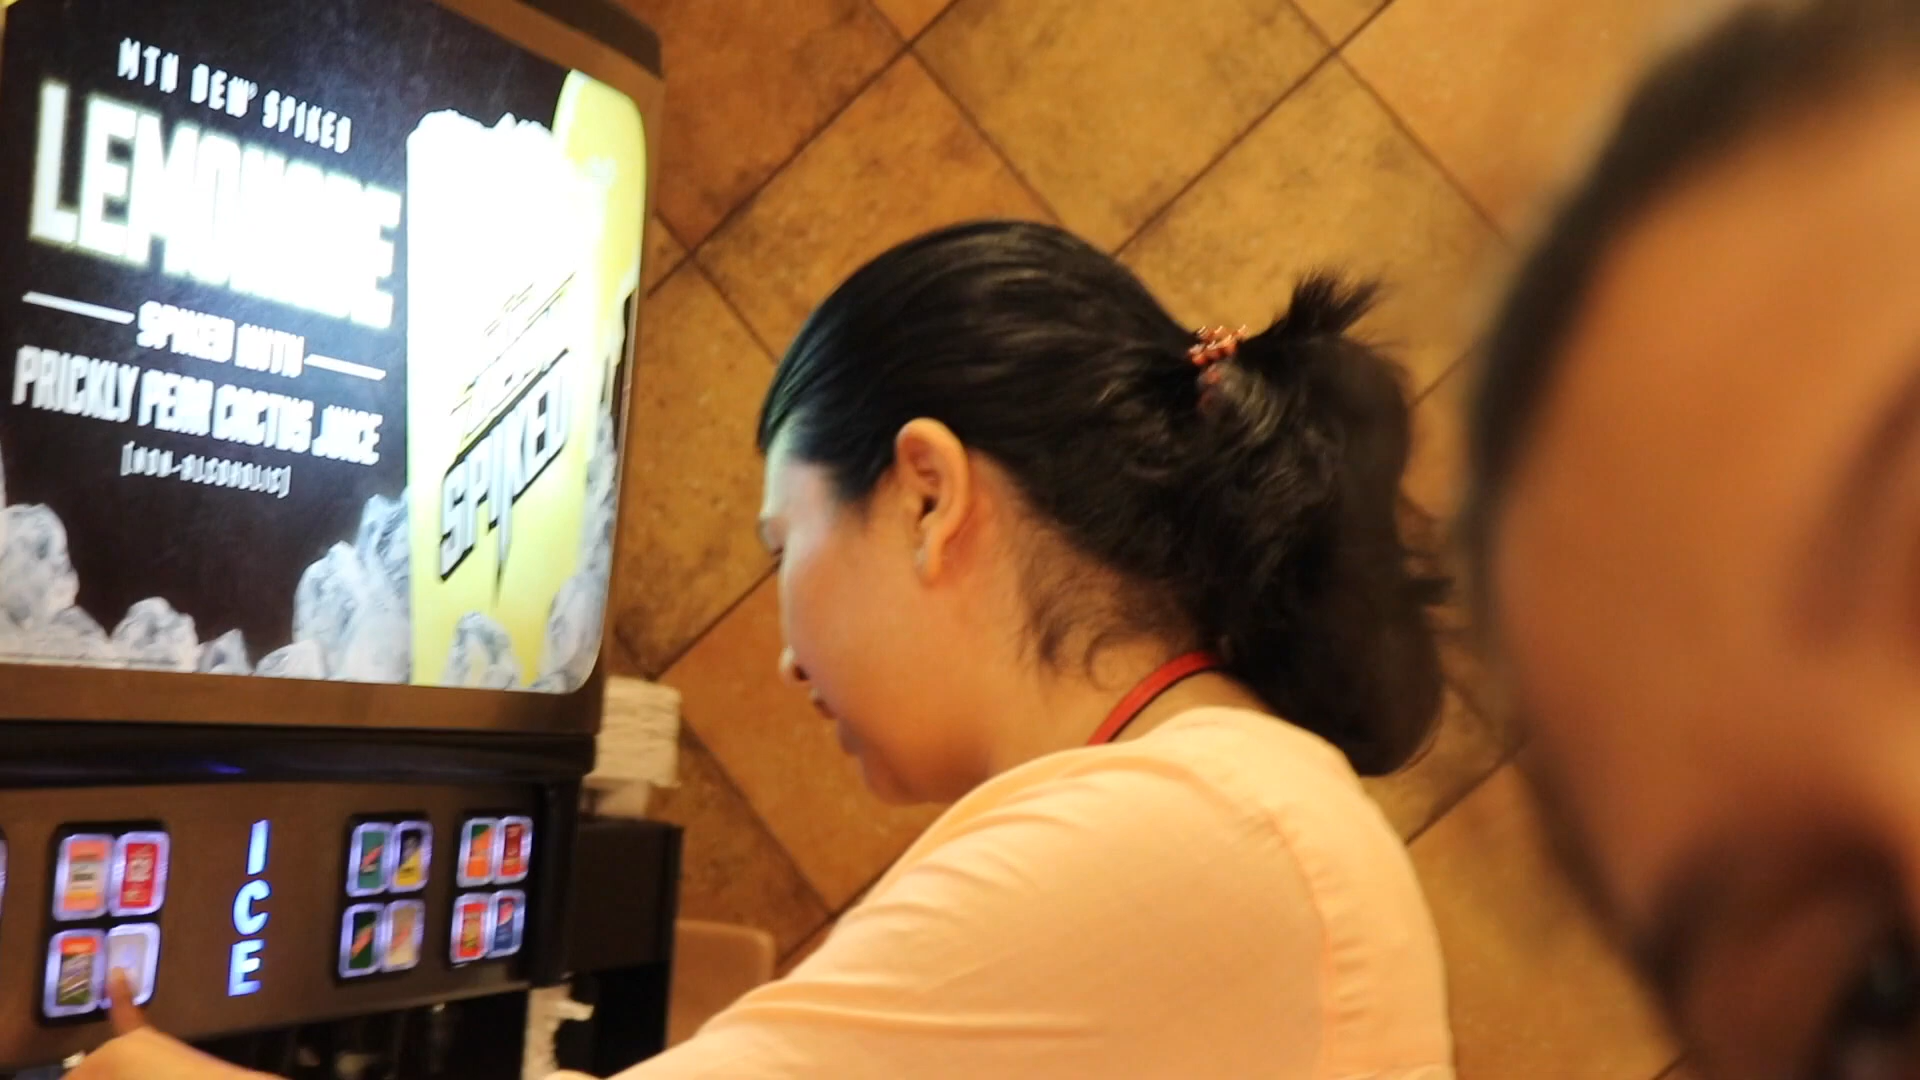 MTN DEW® SPIKED
LEMONADE
SPIKED WITH
PRICKLY PEAR CACTUS JUICE
[NON-ALCOHOLIC]
SPIKED
ICE